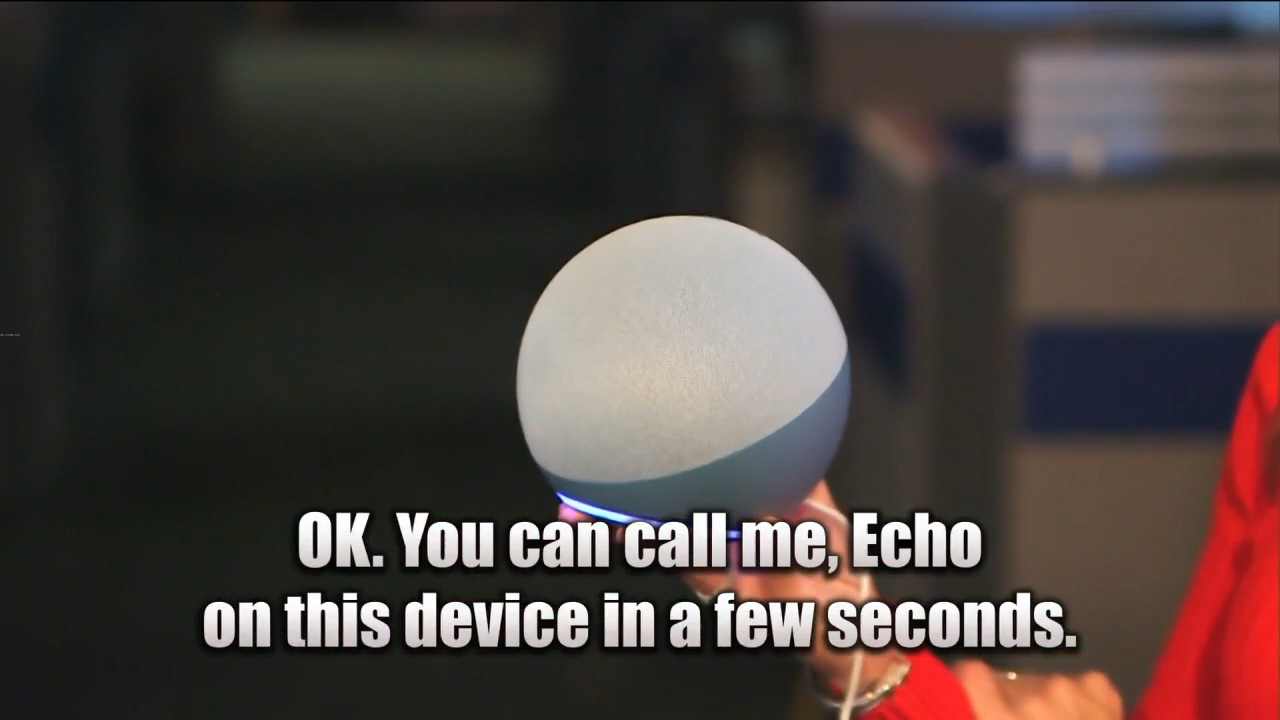 OK. You can call me, Echo
on this device in a few seconds.